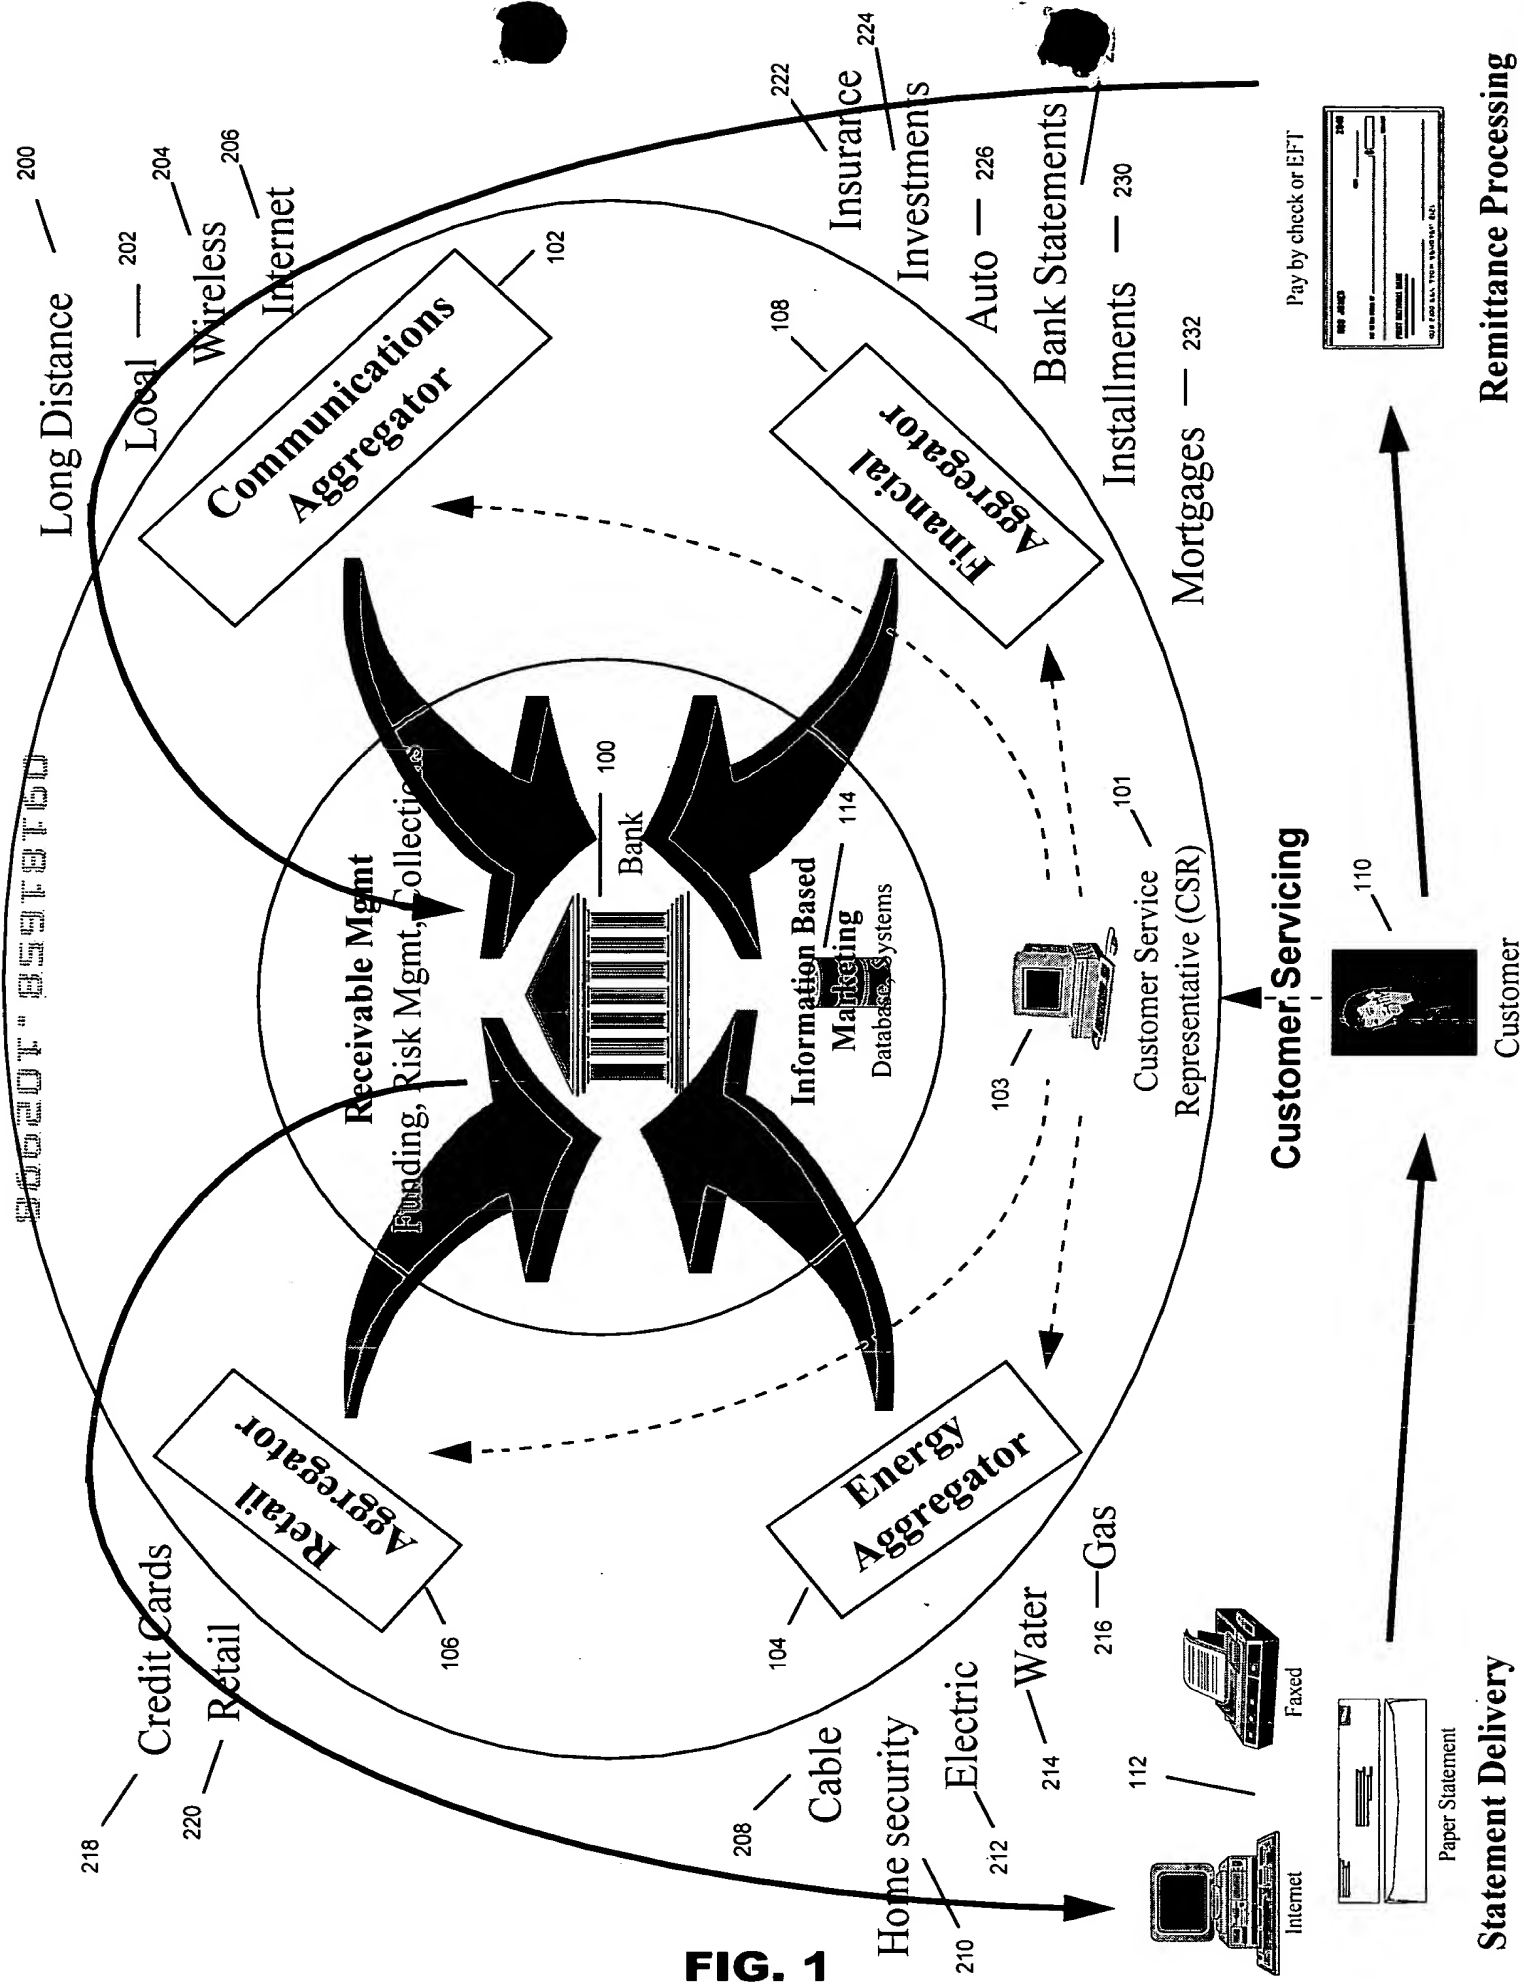 09181658.102098
200
Long Distance
202
Local
204
Wireless
206
Internet
218
Credit Cards
220
Retail
Communications
Aggregator
102
Retail
Aggregator
106
Receivable Mgmt
Funding, Risk Mgmt, Collections
100
Bank
222
Insurance
224
Investments
226
Auto
Bank Statements
230
Installments
232
Mortgages
108
Financial
Aggregator
114
Information Based
Marketing
Database, Systems
104
Energy
Aggregator
208
Cable
210
Home security
212
Electric
214
Water
216
Gas
103
101
Customer Service
Representative (CSR)
Customer Servicing
110
Customer
112
Internet
Faxed
Paper Statement
Statement Delivery
Pay by check or EFT
BOB JONES
Remittance Processing
FIG. 1